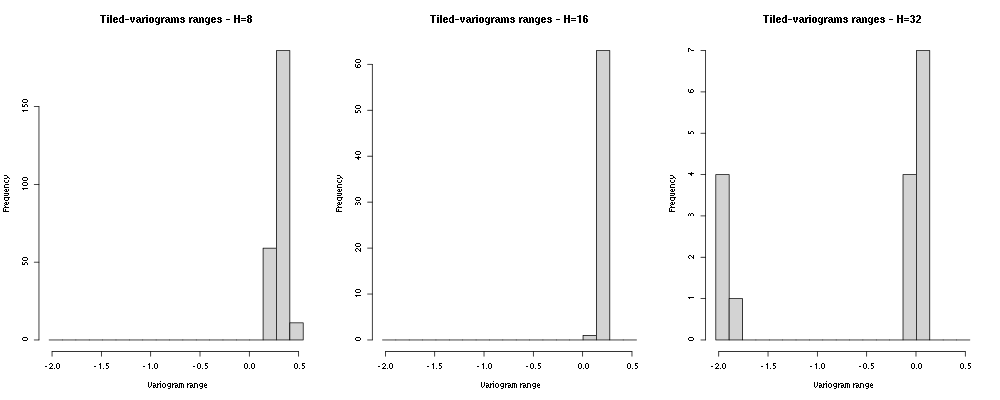 Tiled-variograms ranges - H=8
Frequency
0
50
100
150
-2.0 -1.5 -1.0 -0.5 0.0 0.5
Variogram range
Tiled-variograms ranges - H=16
Frequency
0
10
20
30
40
50
60
-2.0 -1.5 -1.0 -0.5 0.0 0.5
Variogram range
Tiled-variograms ranges - H=32
Frequency
0
1
2
3
4
5
6
7
-2.0 -1.5 -1.0 -0.5 0.0 0.5
Variogram range